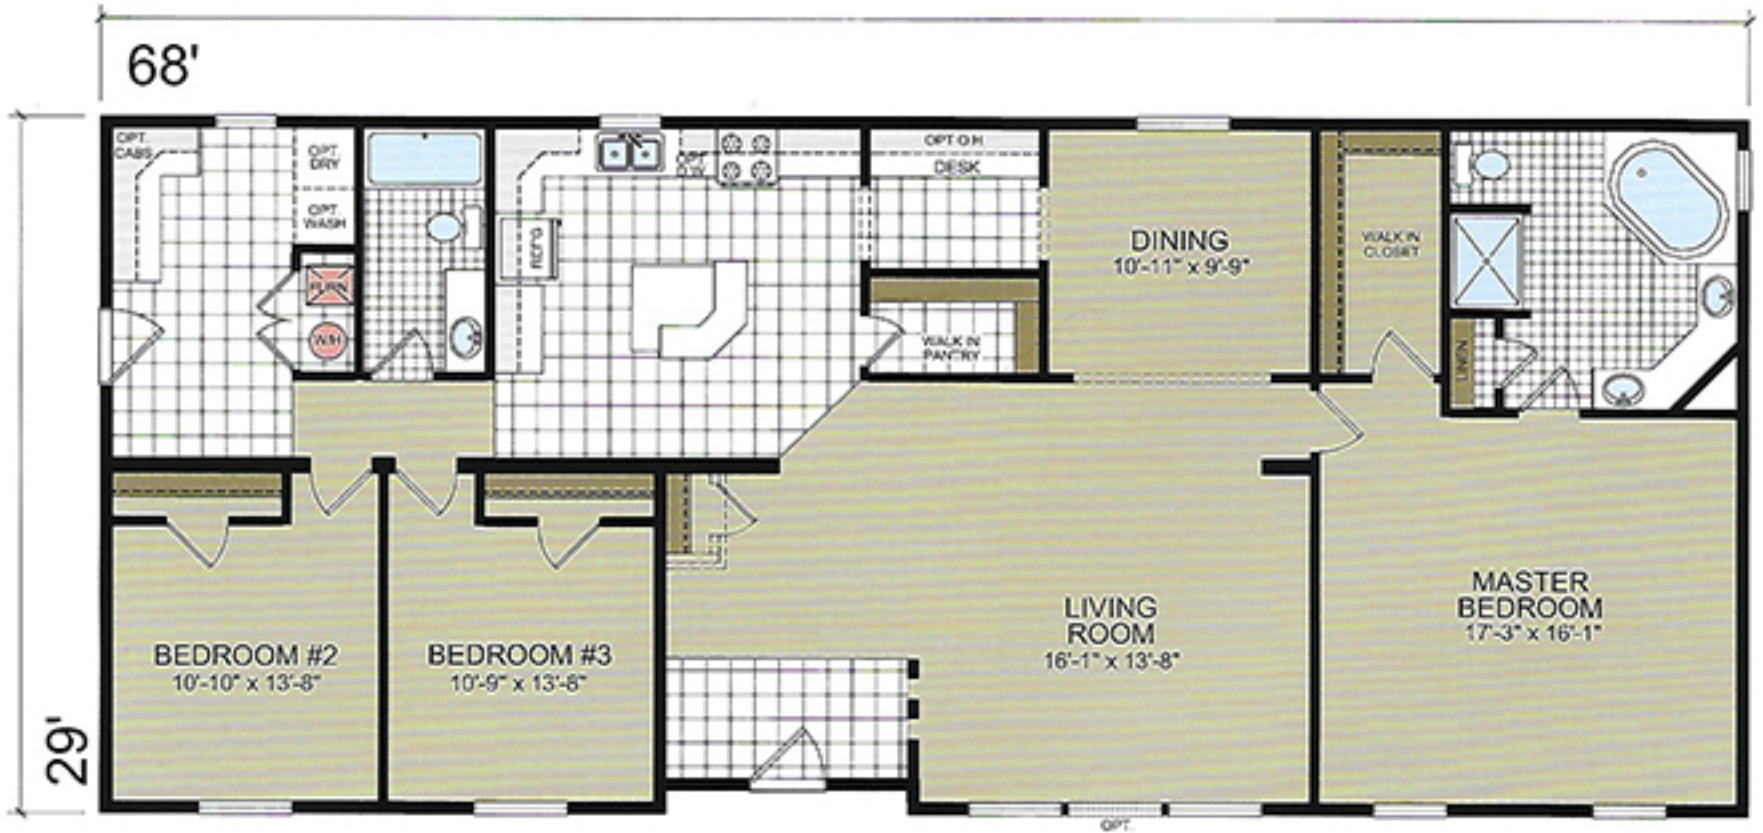 68'
29'
OPT.
CABS
OPT.
DRY
OPT.
WASH
FURN
W/H
REFG
OPT
D/W
OPT O.H
DESK
WALK IN
PANTRY
DINING
10'-11" x 9'-9"
WALK IN
CLOSET
LINEN
BEDROOM #2
10'-10" x 13'-8"
BEDROOM #3
10'-9" x 13'-8"
LIVING
ROOM
16'-1" x 13'-8"
MASTER
BEDROOM
17'-3" x 16'-1"
OPT.